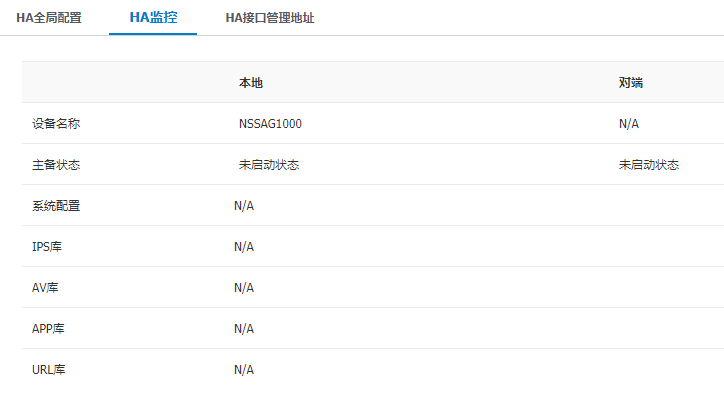 HA全局配置 HA监控 HA接口管理地址
本地 对端
设备名称 NSSAG1000 N/A
主备状态 未启动状态 未启动状态
系统配置 N/A
IPS库 N/A
AV库 N/A
APP库 N/A
URL库 N/A